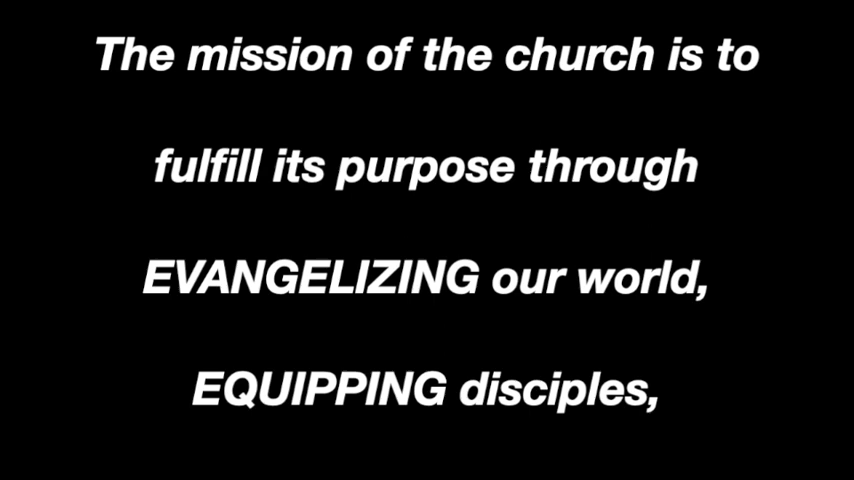 The mission of the church is to
fulfill its purpose through
EVANGELIZING our world,
EQUIPPING disciples,